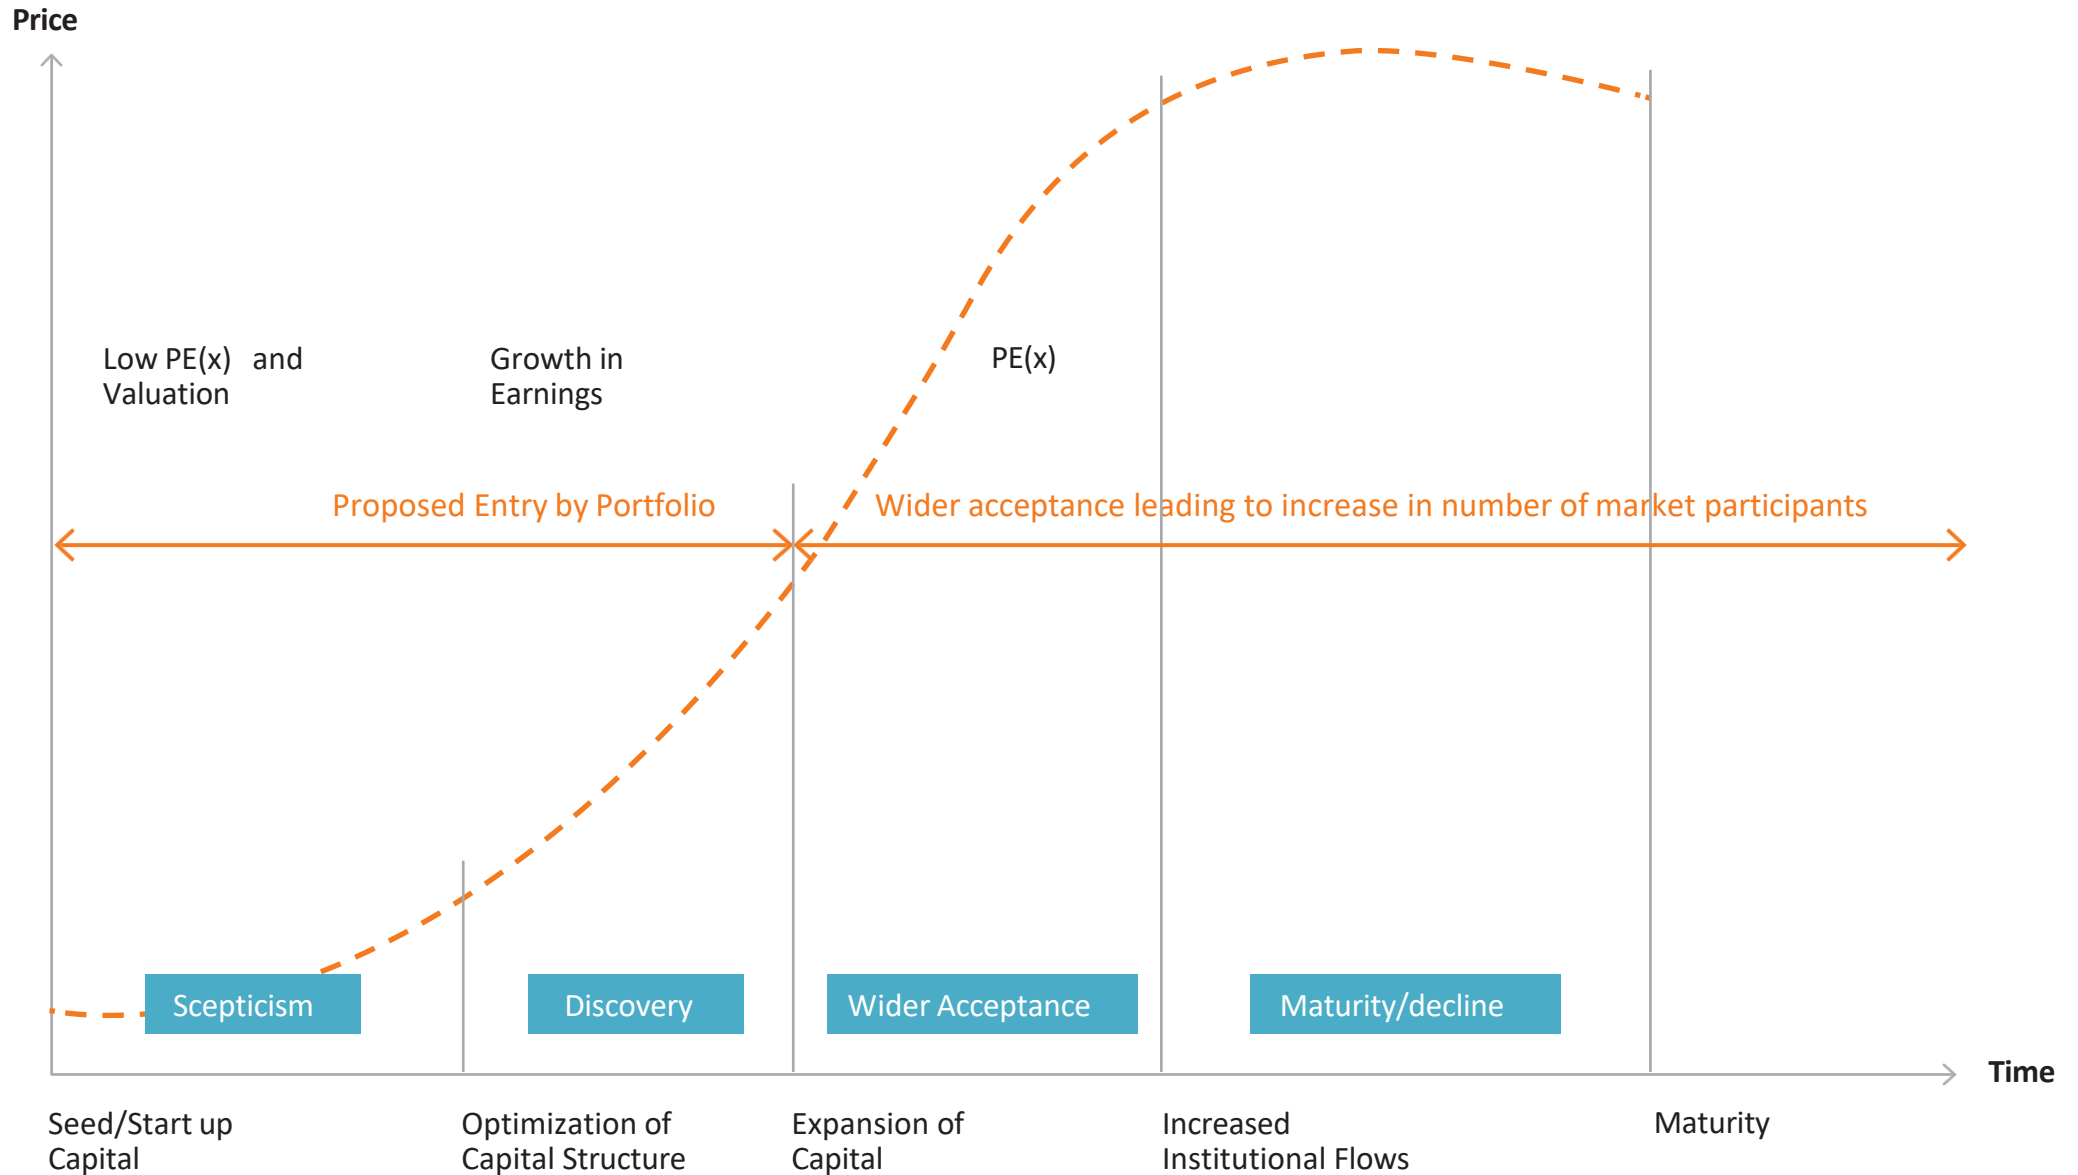 Price
Low PE(x) and
Valuation
Growth in
Earnings
PE(x)
Proposed Entry by Portfolio
Wider acceptance leading to increase in number of market participants
Scepticism
Discovery
Wider Acceptance
Maturity/decline
Time
Seed/Start up
Capital
Optimization of
Capital Structure
Expansion of
Capital
Increased
Institutional Flows
Maturity